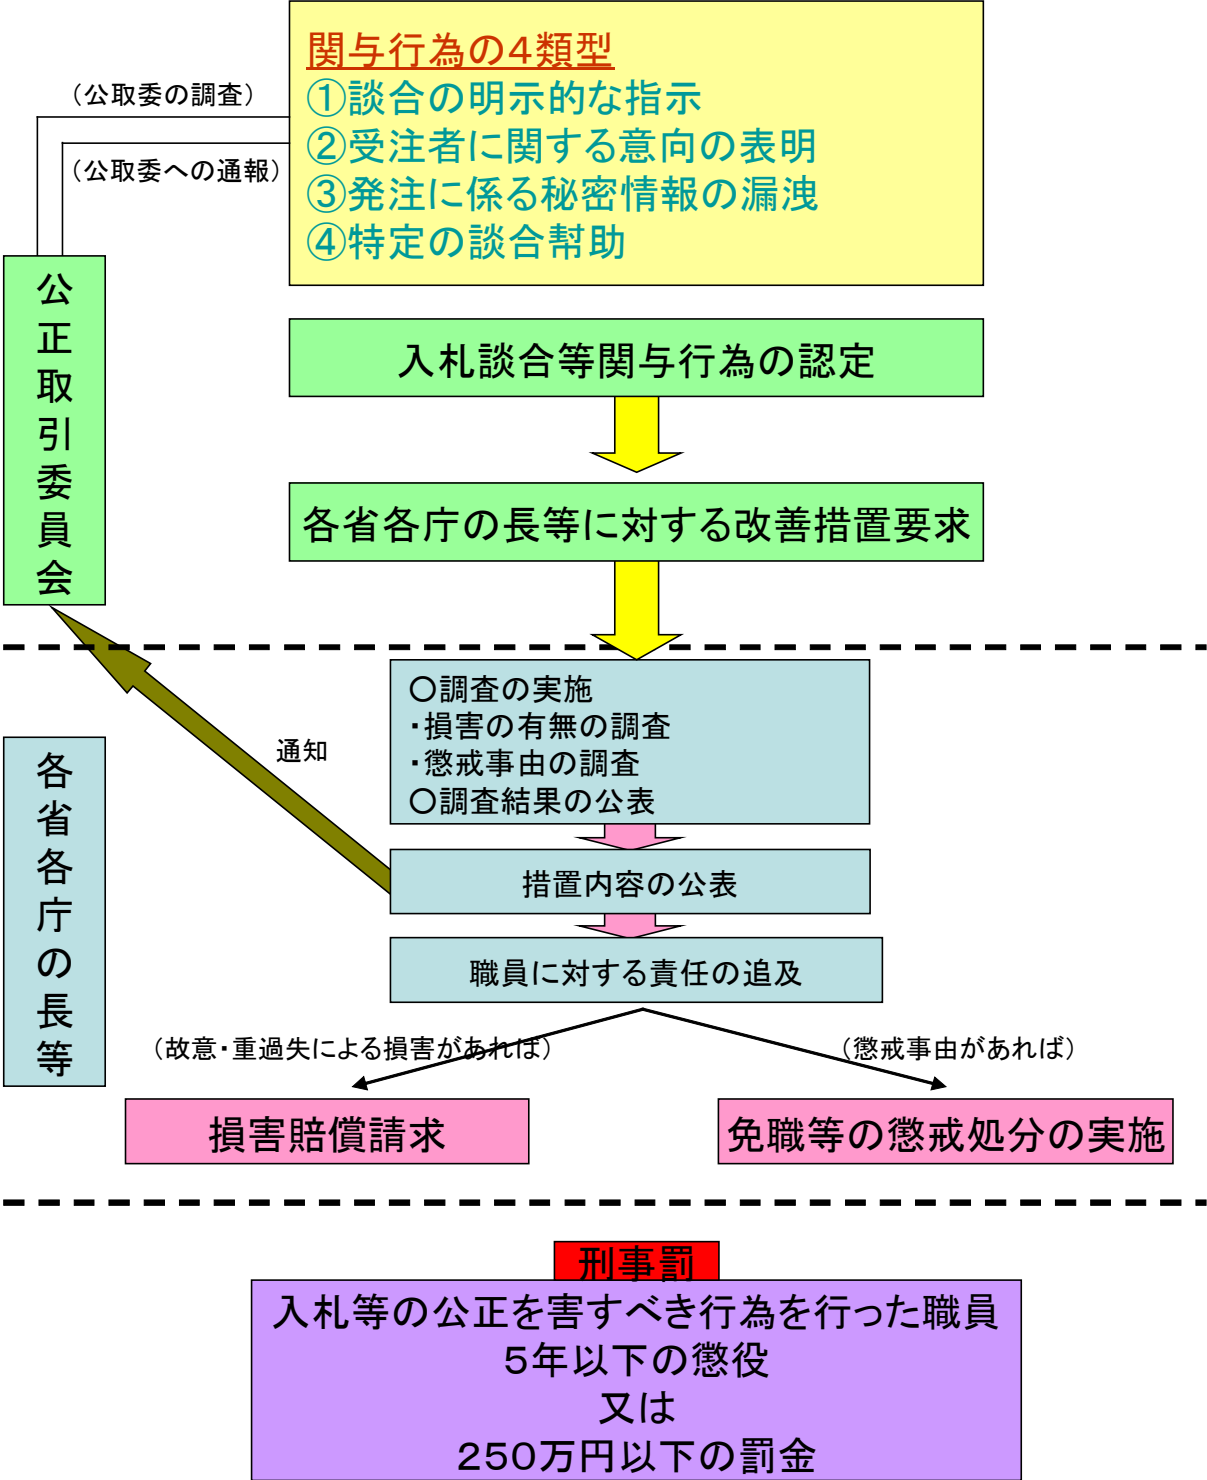 関与行為の4類型
①談合の明示的な指示
②受注者に関する意向の表明
③発注に係る秘密情報の漏洩
④特定の談合幇助
(公取委の調査)
(公取委への通報)
公正取引委員会
入札談合等関与行為の認定
各省各庁の長等に対する改善措置要求
○調査の実施
・損害の有無の調査
・懲戒事由の調査
○調査結果の公表
通知
各省各庁の長等
措置内容の公表
職員に対する責任の追及
(故意・重過失による損害があれば)
(懲戒事由があれば)
損害賠償請求
免職等の懲戒処分の実施
刑事罰
入札等の公正を害すべき行為を行った職員
5年以下の懲役
又は
250万円以下の罰金